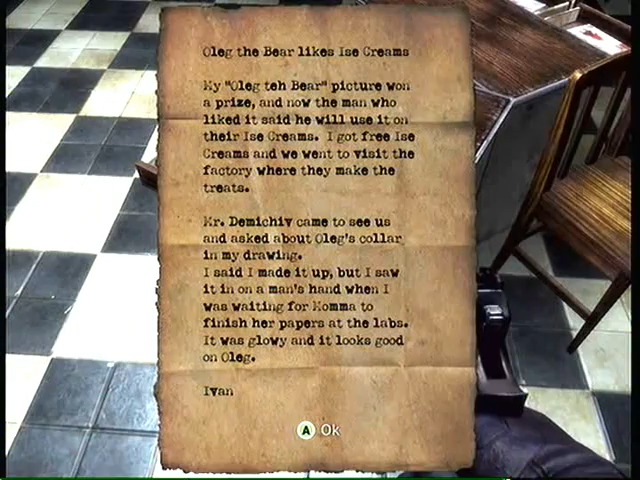 Oleg the Bear likes Ise Creams
My "Oleg teh Bear" picture won
a prize, and now the man who
liked it said he will use it on
their Ise Creams. I got free Ise
Creams and we went to visit the
factory where they make the
treats.
Mr. Demichiv came to see us
and asked about Oleg's collar
in my drawing.
I said I made it up, but I saw
it in on a man's hand when I
was waiting for Momma to
finish her papers at the labs.
It was glowy and it looks good
on Oleg.
Ivan
A Ok